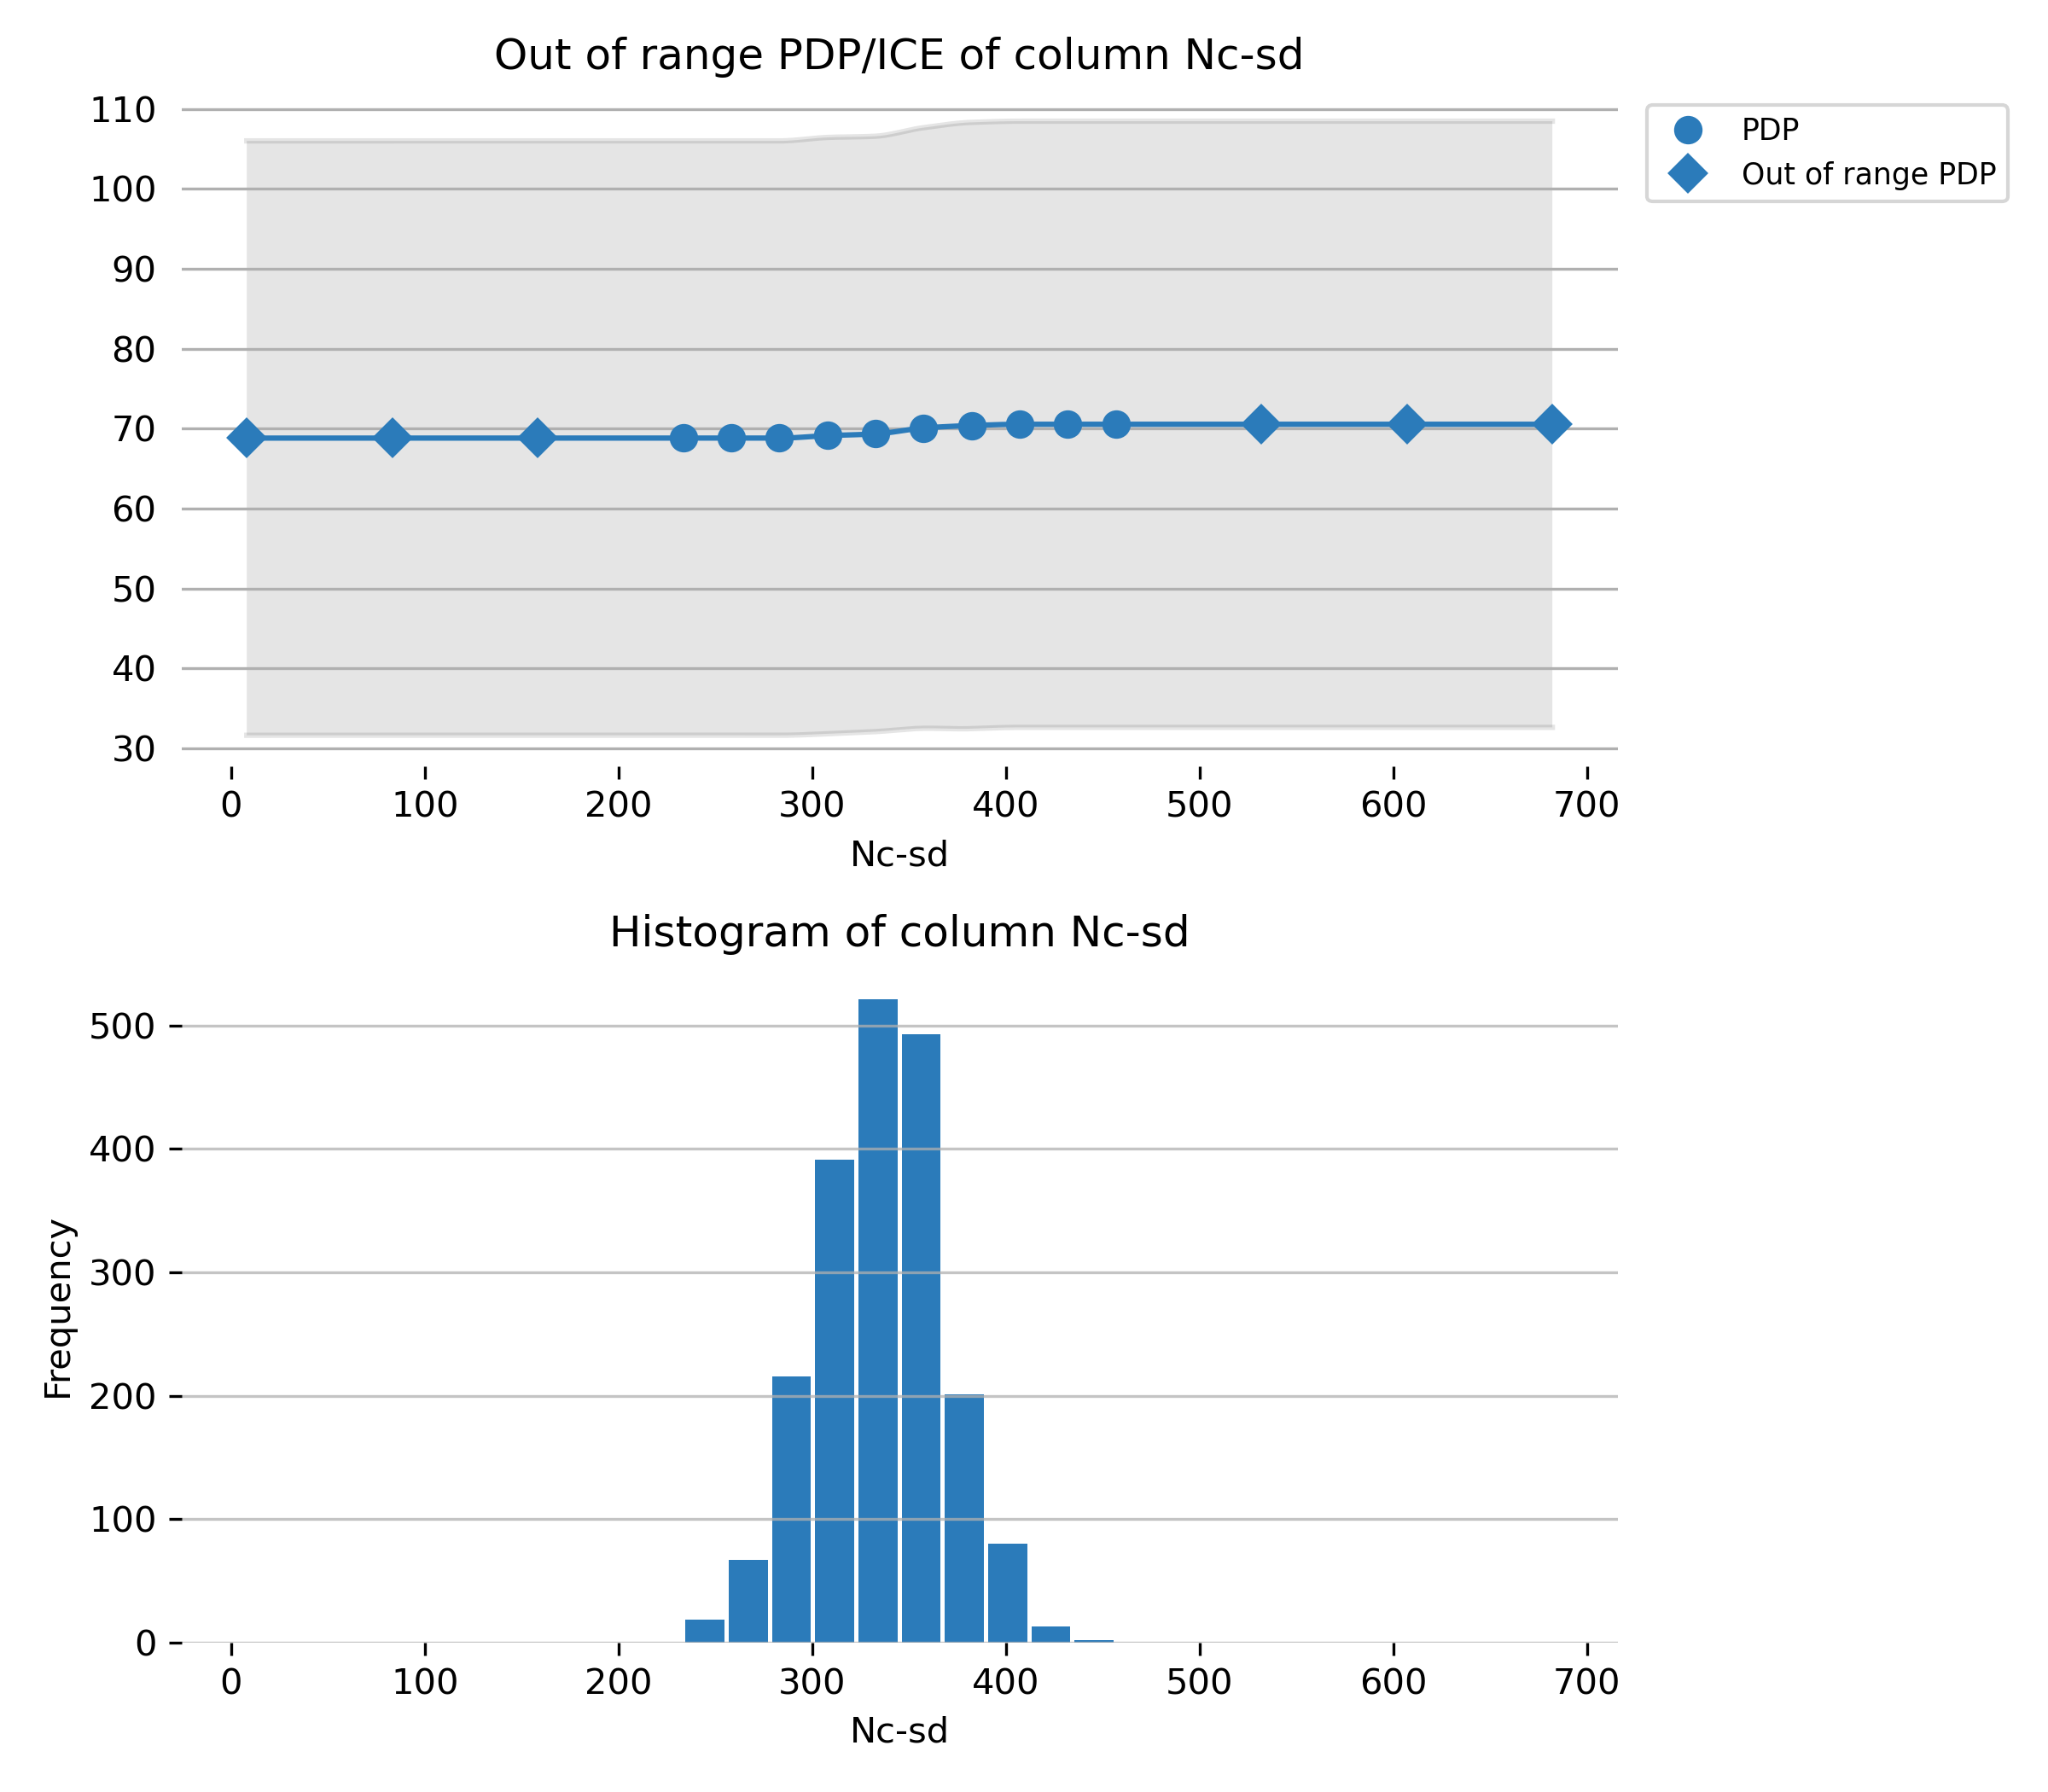 Out of range PDP/ICE of column Nc-sd
110
100
90
80
70
60
50
40
30
0 100 200 300 400 500 600 700
Nc-sd
PDP
Out of range PDP
Histogram of column Nc-sd
Frequency
500
400
300
200
100
0
0 100 200 300 400 500 600 700
Nc-sd